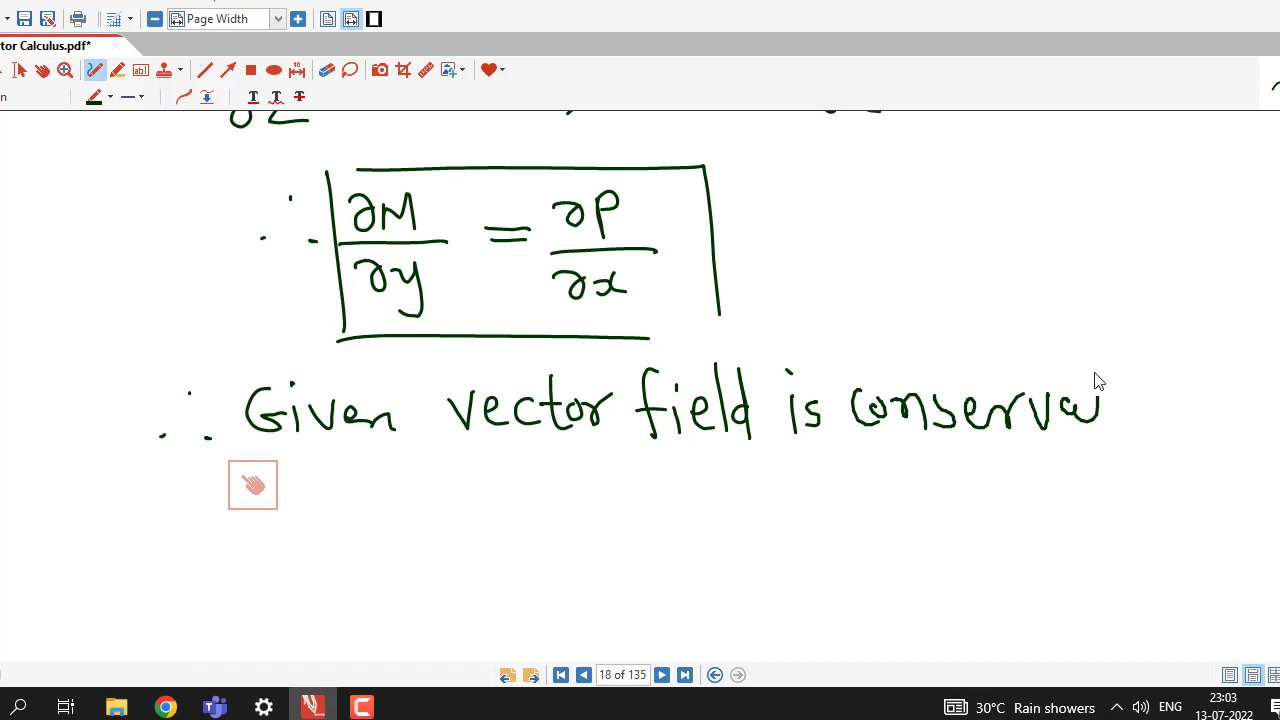 Page Width
tor Calculus.pdf*
∴ ∂M/∂y = ∂P/∂x
∴ Given vector field is conserva
18 of 135
30°C Rain showers ENG 23:03
13-07-2022